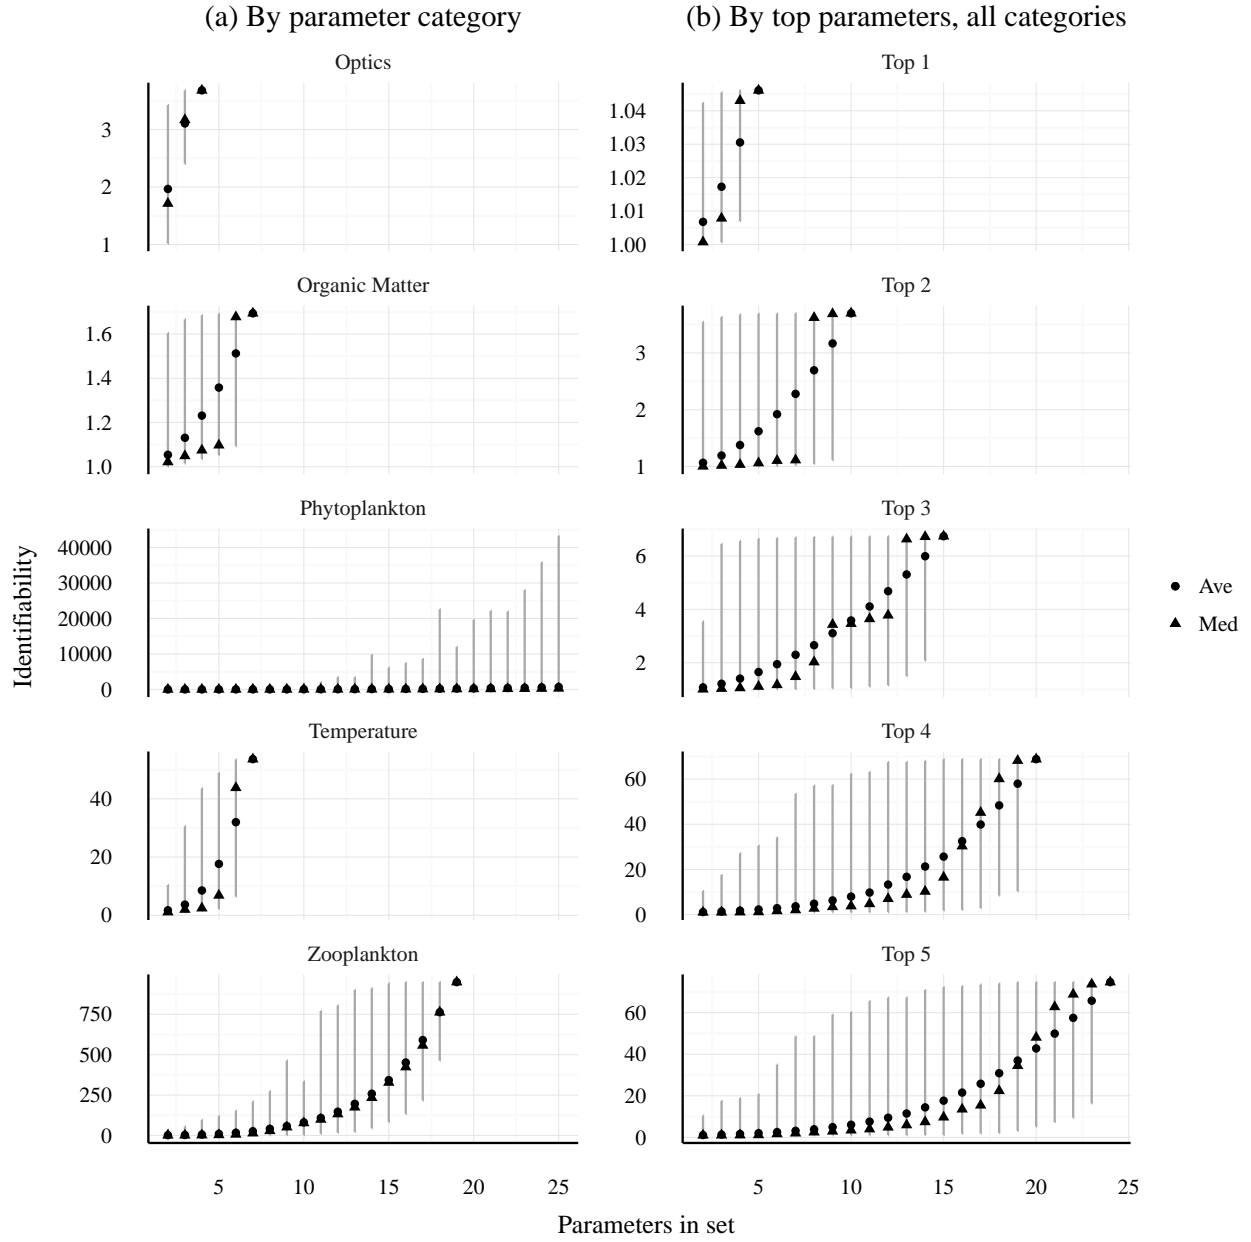 (a) By parameter category
(b) By top parameters, all categories
Optics
3
2
1
Top 1
1.04
1.03
1.02
1.01
1.00
Organic Matter
1.6
1.4
1.2
1.0
Top 2
3
2
1
Phytoplankton
40000
30000
20000
10000
0
Top 3
6
4
2
Temperature
40
20
0
Top 4
60
40
20
0
Zooplankton
750
500
250
0
Top 5
60
40
20
0
5 10 15 20 25
5 10 15 20 25
Parameters in set
Identifiability
Ave
Med